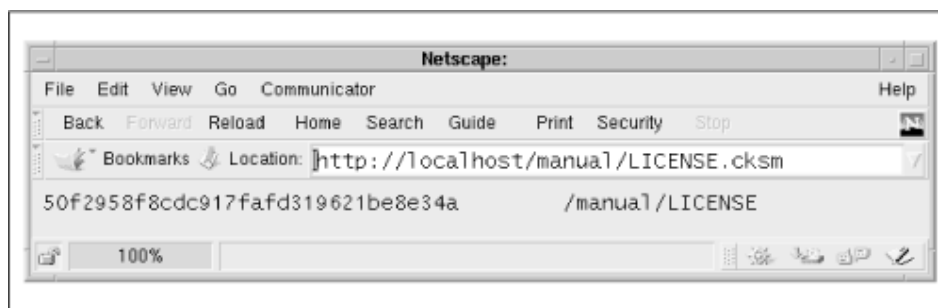 Netscape:
File Edit View Go Communicator Help
Back Forward Reload Home Search Guide Print Security Stop N
Bookmarks Location: http://localhost/manual/LICENSE.cksm
50f2958f8cdc917fafd319621be8e34a /manual/LICENSE
100%